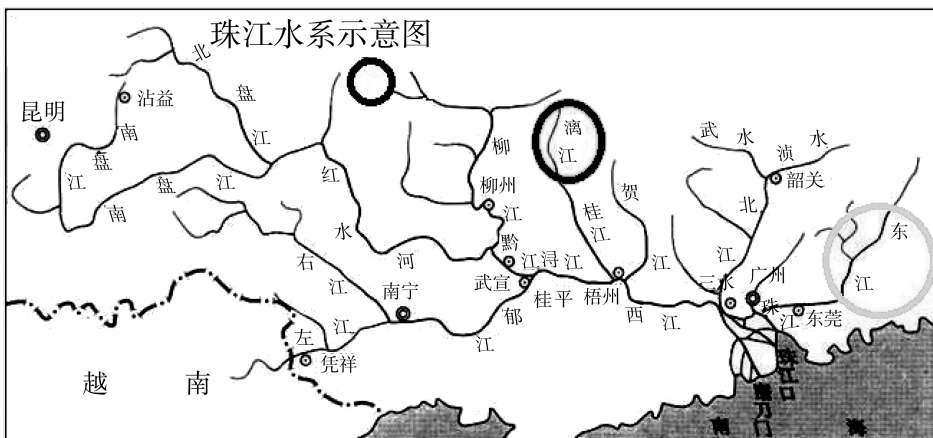 珠江水系示意图
昆明
沾益
北盘江
南盘江
南盘江
红水河
柳江
柳州
漓江
桂江
贺江
武水
浈水
韶关
北江
东江
右江
南宁
左江
凭祥
郁江
黔江
武宣
浔江
桂平
梧州
西江
三水
广州
珠江
东莞
珠江口
磨刀门
越南
南海